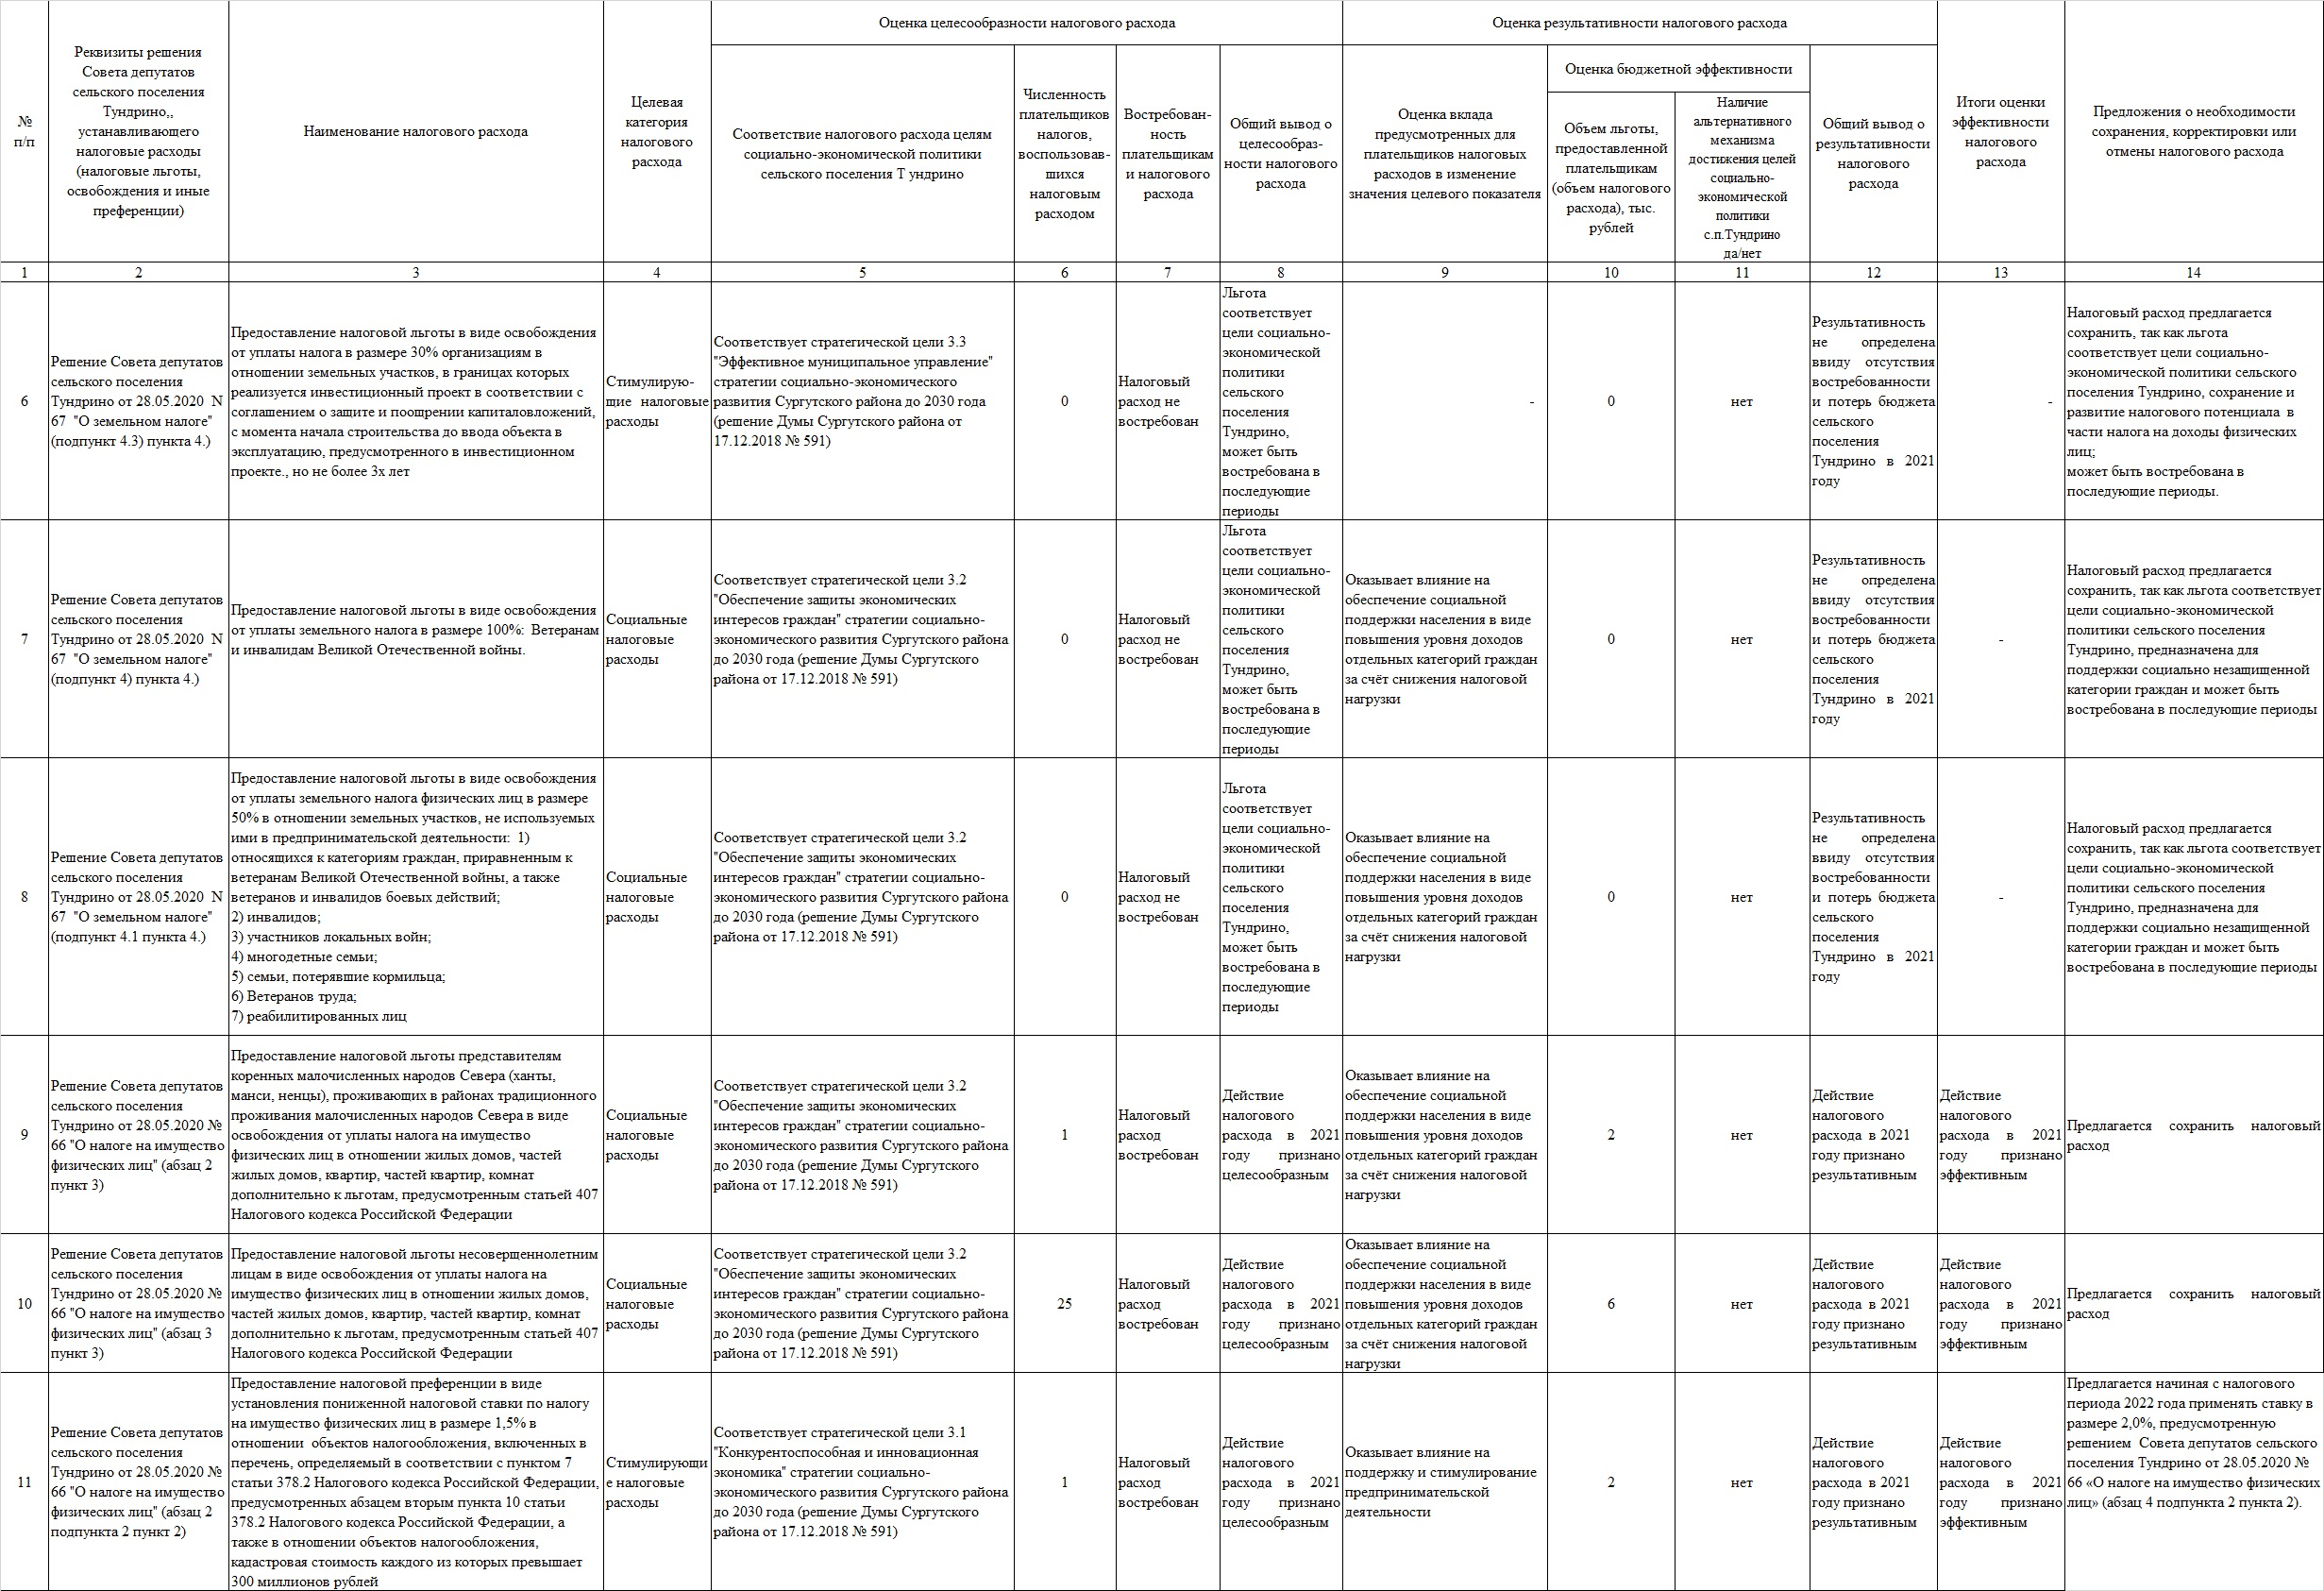 №
п/п
Реквизиты решения
Совета депутатов
сельского поселения
Тундрино,,
устанавливающего
налоговые расходы
(налоговые льготы,
освобождения и иные
преференции)
Наименование налогового расхода
Целевая
категория
налогового
расхода
Оценка целесообразности налогового расхода
Соответствие налогового расхода целям
социально-экономической политики
сельского поселения Т ундрино
Численность
плательщиков
налогов,
воспользовав-
шихся
налоговым
расходом
Востребован-
ность
плательщикам
и налогового
расхода
Общий вывод о
целесообраз-
ности налогового
расхода
Оценка результативности налогового расхода
Оценка вклада
предусмотренных для
плательщиков налоговых
расходов в изменение
значения целевого показателя
Оценка бюджетной эффективности
Объем льготы,
предоставленной
плательщикам
(объем налогового
расхода), тыс.
рублей
Наличие
альтернативного
механизма
достижения целей
социально-
экономической
политики
с.п.Тундрино
да/нет
Общий вывод о
результативности
налогового
расхода
Итоги оценки
эффективности
налогового
расхода
Предложения о необходимости
сохранения, корректировки или
отмены налогового расхода
1 2 3 4 5 6 7 8 9 10 11 12 13 14
6
Решение Совета депутатов
сельского поселения
Тундрино от 28.05.2020 N
67 "О земельном налоге"
(подпункт 4.3) пункта 4.)
Предоставление налоговой льготы в виде освобождения
от уплаты налога в размере 30% организациям в
отношении земельных участков, в границах которых
реализуется инвестиционный проект в соответствии с
соглашением о защите и поощрении капиталовложений,
с момента начала строительства до ввода объекта в
эксплуатацию, предусмотренного в инвестиционном
проекте., но не более 3х лет
Стимулирую-
щие налоговые
расходы
Соответствует стратегической цели 3.3
"Эффективное муниципальное управление"
стратегии социально-экономического
развития Сургутского района до 2030 года
(решение Думы Сургутского района от
17.12.2018 № 591)
0
Налоговый
расход не
востребован
Льгота
соответствует
цели социально-
экономической
политики
сельского
поселения
Тундрино,
может быть
востребована в
последующие
периоды
-
0
нет
Результативность
не определена
ввиду отсутствия
востребованности
и потерь бюджета
сельского
поселения
Тундрино в 2021
году
-
Налоговый расход предлагается
сохранить, так как льгота
соответствует цели социально-
экономической политики сельского
поселения Тундрино, сохранение и
развитие налогового потенциала в
части налога на доходы физических
лиц;
может быть востребована в
последующие периоды.
7
Решение Совета депутатов
сельского поселения
Тундрино от 28.05.2020 N
67 "О земельном налоге"
(подпункт 4) пункта 4.)
Предоставление налоговой льготы в виде освобождения
от уплаты земельного налога в размере 100%: Ветеранам
и инвалидам Великой Отечественной войны.
Социальные
налоговые
расходы
Соответствует стратегической цели 3.2
"Обеспечение защиты экономических
интересов граждан" стратегии социально-
экономического развития Сургутского района
до 2030 года (решение Думы Сургутского
района от 17.12.2018 № 591)
0
Налоговый
расход не
востребован
Льгота
соответствует
цели социально-
экономической
политики
сельского
поселения
Тундрино,
может быть
востребована в
последующие
периоды
Оказывает влияние на
обеспечение социальной
поддержки населения в виде
повышения уровня доходов
отдельных категорий граждан
за счёт снижения налоговой
нагрузки
0
нет
Результативность
не определена
ввиду отсутствия
востребованности
и потерь бюджета
сельского
поселения
Тундрино в 2021
году
-
Налоговый расход предлагается
сохранить, так как льгота соответствует
цели социально-экономической
политики сельского поселения
Тундрино, предназначена для
поддержки социально незащищенной
категории граждан и может быть
востребована в последующие периоды
8
Решение Совета депутатов
сельского поселения
Тундрино от 28.05.2020 N
67 "О земельном налоге"
(подпункт 4.1 пункта 4.)
Предоставление налоговой льготы в виде освобождения
от уплаты земельного налога физических лиц в размере
50% в отношении земельных участков, не используемых
ими в предпринимательской деятельности: 1)
относящихся к категориям граждан, приравненным к
ветеранам Великой Отечественной войны, а также
ветеранов и инвалидов боевых действий;
2) инвалидов;
3) участников локальных войн;
4) многодетные семьи;
5) семьи, потерявшие кормильца;
6) Ветеранов труда;
7) реабилитированных лиц
Социальные
налоговые
расходы
Соответствует стратегической цели 3.2
"Обеспечение защиты экономических
интересов граждан" стратегии социально-
экономического развития Сургутского района
до 2030 года (решение Думы Сургутского
района от 17.12.2018 № 591)
0
Налоговый
расход не
востребован
Льгота
соответствует
цели социально-
экономической
политики
сельского
поселения
Тундрино,
может быть
востребована в
последующие
периоды
Оказывает влияние на
обеспечение социальной
поддержки населения в виде
повышения уровня доходов
отдельных категорий граждан
за счёт снижения налоговой
нагрузки
0
нет
Результативность
не определена
ввиду отсутствия
востребованности
и потерь бюджета
сельского
поселения
Тундрино в 2021
году
-
Налоговый расход предлагается
сохранить, так как льгота соответствует
цели социально-экономической
политики сельского поселения
Тундрино, предназначена для
поддержки социально незащищенной
категории граждан и может быть
востребована в последующие периоды
9
Решение Совета депутатов
сельского поселения
Тундрино от 28.05.2020 №
66 "О налоге на имущество
физических лиц" (абзац 2
пункт 3)
Предоставление налоговой льготы представителям
коренных малочисленных народов Севера (ханты,
манси, ненцы), проживающих в районах традиционного
проживания малочисленных народов Севера в виде
освобождения от уплаты налога на имущество
физических лиц в отношении жилых домов, частей
жилых домов, квартир, частей квартир, комнат
дополнительно к льготам, предусмотренным статьей 407
Налогового кодекса Российской Федерации
Социальные
налоговые
расходы
Соответствует стратегической цели 3.2
"Обеспечение защиты экономических
интересов граждан" стратегии социально-
экономического развития Сургутского района
до 2030 года (решение Думы Сургутского
района от 17.12.2018 № 591)
1
Налоговый
расход
востребован
Действие
налогового
расхода в 2021
году признано
целесообразным
Оказывает влияние на
обеспечение социальной
поддержки населения в виде
повышения уровня доходов
отдельных категорий граждан
за счёт снижения налоговой
нагрузки
2
нет
Действие
налогового
расхода в 2021
году признано
результативным
Действие
налогового
расхода в 2021
году признано
эффективным
Предлагается сохранить налоговый
расход
10
Решение Совета депутатов
сельского поселения
Тундрино от 28.05.2020 №
66 "О налоге на имущество
физических лиц" (абзац 3
пункт 3)
Предоставление налоговой льготы несовершеннолетним
лицам в виде освобождения от уплаты налога на
имущество физических лиц в отношении жилых домов,
частей жилых домов, квартир, частей квартир, комнат
дополнительно к льготам, предусмотренным статьей 407
Налогового кодекса Российской Федерации
Социальные
налоговые
расходы
Соответствует стратегической цели 3.2
"Обеспечение защиты экономических
интересов граждан" стратегии социально-
экономического развития Сургутского района
до 2030 года (решение Думы Сургутского
района от 17.12.2018 № 591)
25
Налоговый
расход
востребован
Действие
налогового
расхода в 2021
году признано
целесообразным
Оказывает влияние на
обеспечение социальной
поддержки населения в виде
повышения уровня доходов
отдельных категорий граждан
за счёт снижения налоговой
нагрузки
6
нет
Действие
налогового
расхода в 2021
году признано
результативным
Действие
налогового
расхода в 2021
году признано
эффективным
Предлагается сохранить налоговый
расход
11
Решение Совета депутатов
сельского поселения
Тундрино от 28.05.2020 №
66 "О налоге на имущество
физических лиц" (абзац 2
подпункта 2 пункт 2)
Предоставление налоговой преференции в виде
установления пониженной налоговой ставки по налогу
на имущество физических лиц в размере 1,5% в
отношении объектов налогообложения, включенных в
перечень, определяемый в соответствии с пунктом 7
статьи 378.2 Налогового кодекса Российской Федерации,
предусмотренных абзацем вторым пункта 10 статьи
378.2 Налогового кодекса Российской Федерации, а
также в отношении объектов налогообложения,
кадастровая стоимость каждого из которых превышает
300 миллионов рублей
Стимулирующи
е налоговые
расходы
Соответствует стратегической цели 3.1
"Конкурентоспособная и инновационная
экономика" стратегии социально-
экономического развития Сургутского района
до 2030 года (решение Думы Сургутского
района от 17.12.2018 № 591)
1
Налоговый
расход
востребован
Действие
налогового
расхода в 2021
году признано
целесообразным
Оказывает влияние на
поддержку и стимулирование
предпринимательской
деятельности
2
нет
Действие
налогового
расхода в 2021
году признано
результативным
Действие
налогового
расхода в 2021
году признано
эффективным
Предлагается начиная с налогового
периода 2022 года применять ставку в
размере 2,0%, предусмотренную
решением Совета депутатов сельского
поселения Тундрино от 28.05.2020 №
66 «О налоге на имущество физических
лиц» (абзац 4 подпункта 2 пункта 2).